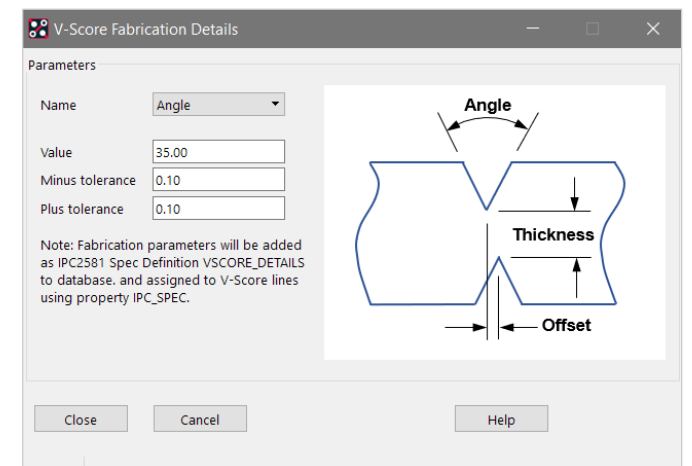 V-Score Fabrication Details
Parameters
Name
Angle
Value
35.00
Minus tolerance
0.10
Plus tolerance
0.10
Note: Fabrication parameters will be added
as IPC2581 Spec Definition VSCORE_DETAILS
to database. and assigned to V-Score lines
using property IPC_SPEC.
Angle
Thickness
Offset
Close
Cancel
Help